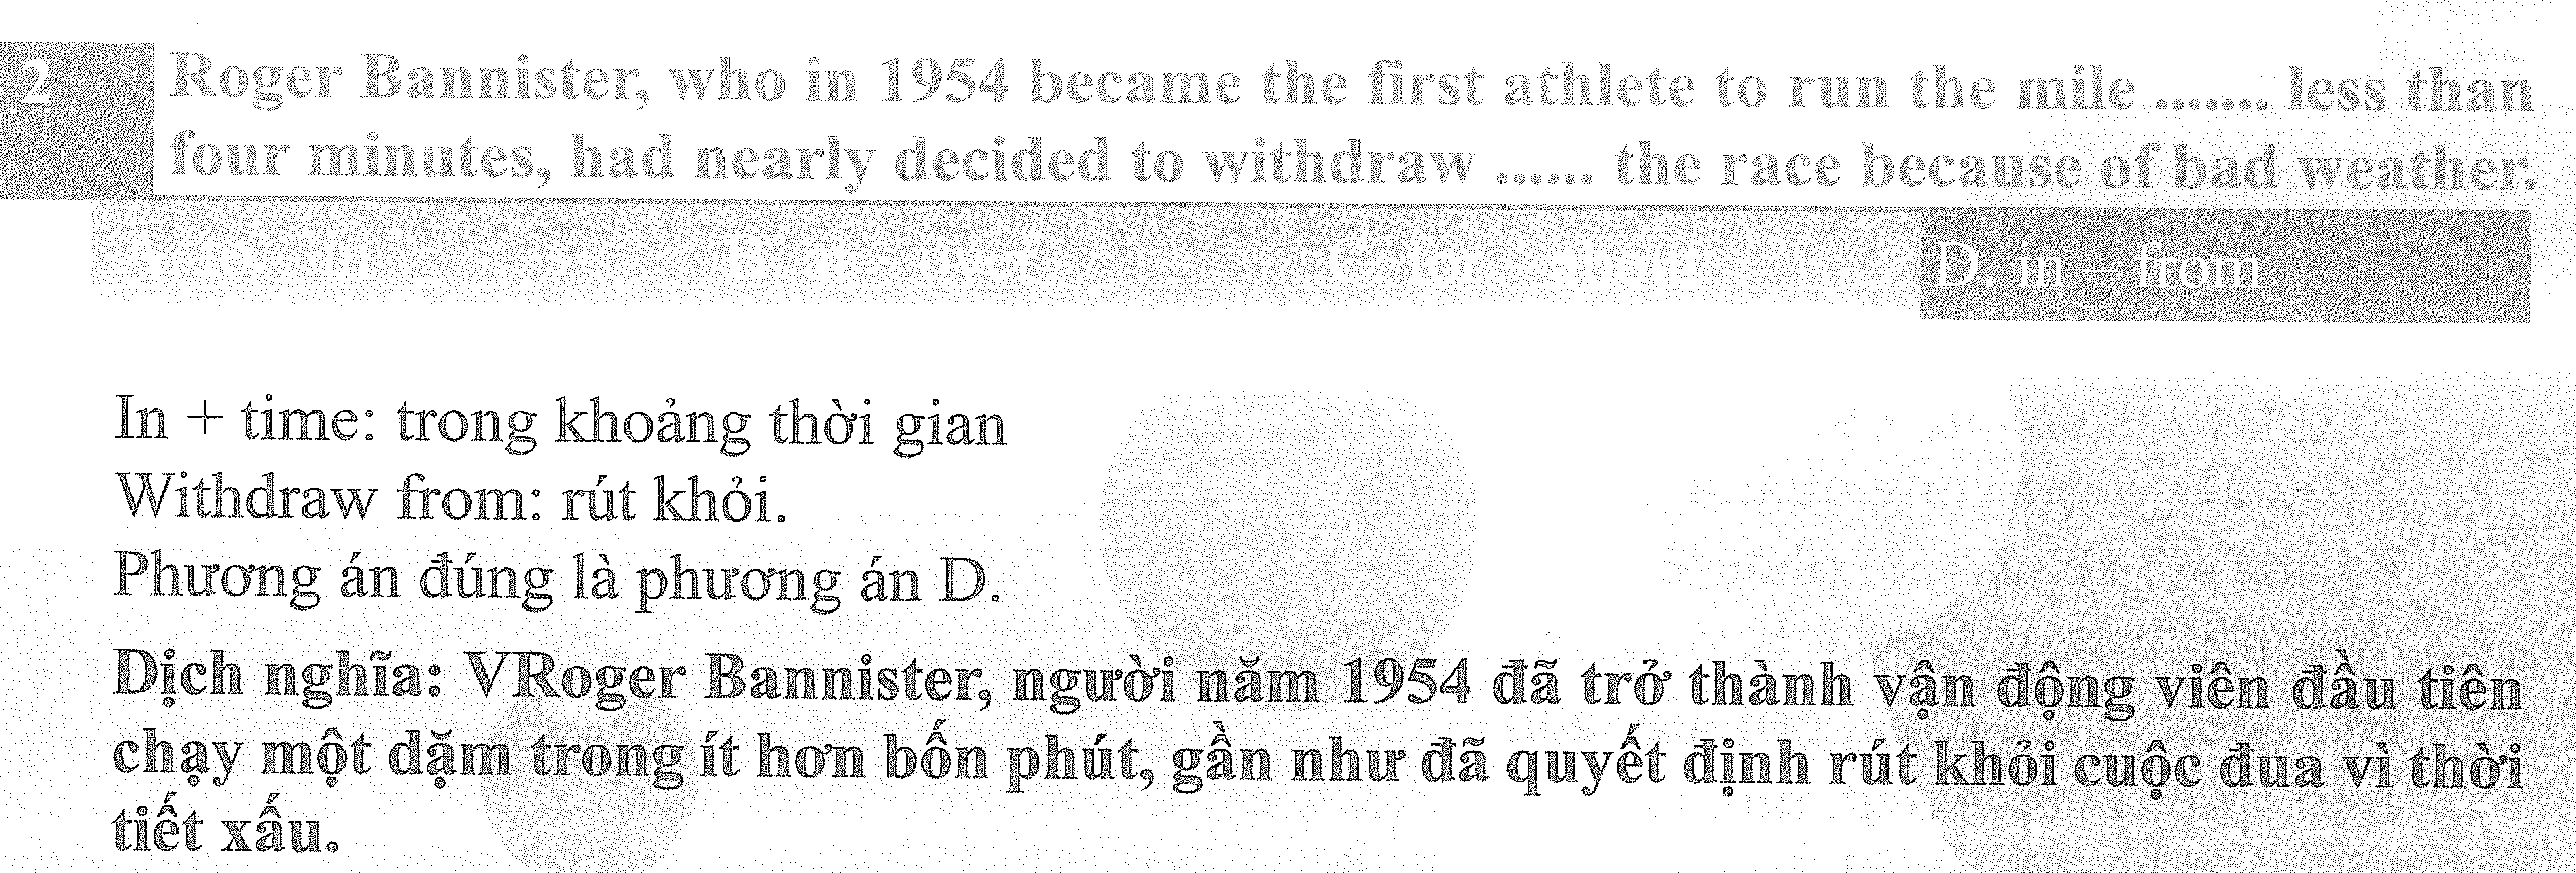 2 Roger Bannister, who in 1954 became the first athlete to run the mile ....... less than
four minutes, had nearly decided to withdraw ...... the race because of bad weather.
A. to – in B. at – over C. for – about D. in – from
In + time: trong khoảng thời gian
Withdraw from: rút khỏi.
Phương án đúng là phương án D.
Dịch nghĩa: VRoger Bannister, người năm 1954 đã trở thành vận động viên đầu tiên
chạy một dặm trong ít hơn bốn phút, gần như đã quyết định rút khỏi cuộc đua vì thời
tiết xấu.